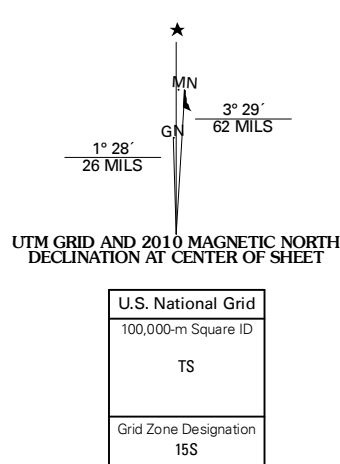 MN
3° 29´
62 MILS
GN
1° 28´
26 MILS
UTM GRID AND 2010 MAGNETIC NORTH
DECLINATION AT CENTER OF SHEET
U.S. National Grid
100,000-m Square ID
TS
Grid Zone Designation
15S